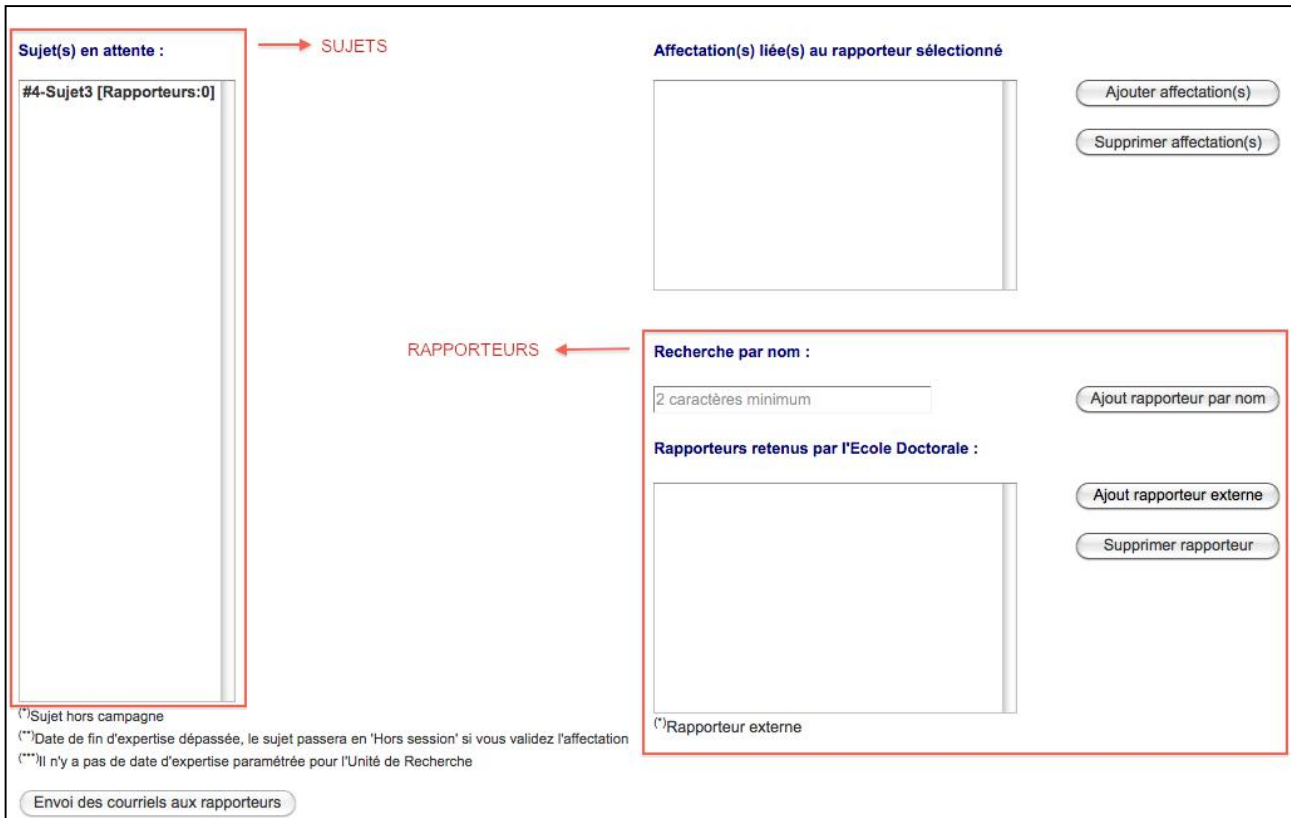 Sujet(s) en attente :
SUJETS
#4-Sujet3 [Rapporteurs:0]
Affectation(s) liée(s) au rapporteur sélectionné
Ajouter affectation(s)
Supprimer affectation(s)
RAPPORTEURS
Recherche par nom :
2 caractères minimum
Ajout rapporteur par nom
Rapporteurs retenus par l'Ecole Doctorale :
Ajout rapporteur externe
Supprimer rapporteur
(*)Rapporteur externe
(*)Sujet hors campagne
(**)Date de fin d'expertise dépassée, le sujet passera en 'Hors session' si vous validez l'affectation
(***)Il n'y a pas de date d'expertise paramétrée pour l'Unité de Recherche
Envoi des courriels aux rapporteurs